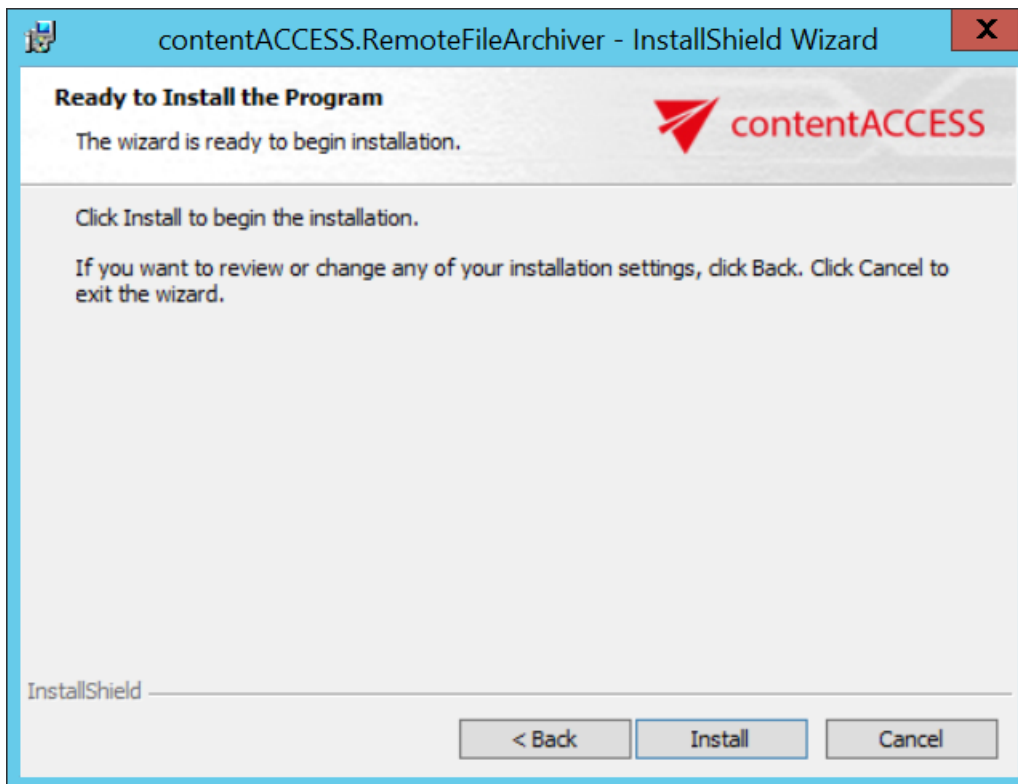 contentACCESS.RemoteFileArchiver - InstallShield Wizard
X
Ready to Install the Program
The wizard is ready to begin installation.
contentACCESS
Click Install to begin the installation.
If you want to review or change any of your installation settings, click Back. Click Cancel to
exit the wizard.
InstallShield
< Back
Install
Cancel